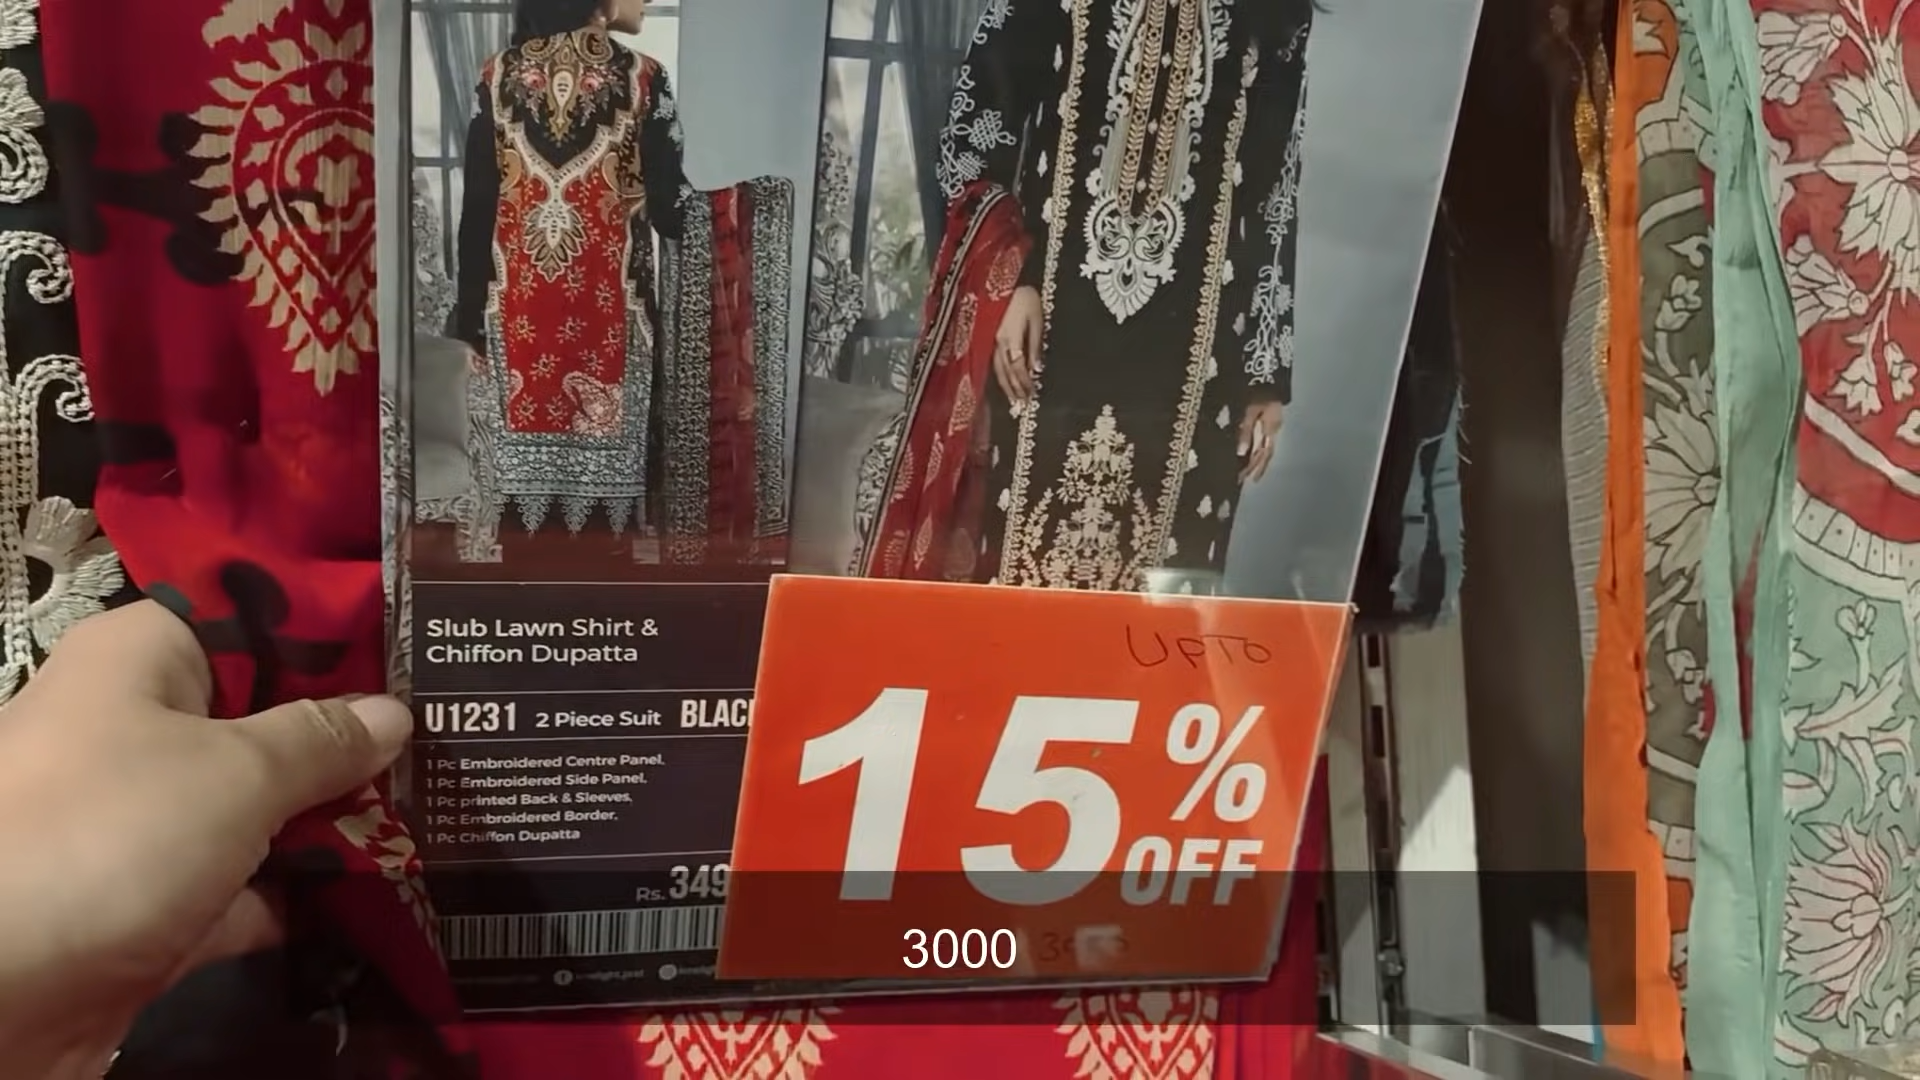 Slub Lawn Shirt &
Chiffon Dupatta
U1231 2 Piece Suit BLAC
1 Pc Embroidered Centre Panel,
1 Pc Embroidered Side Panel,
1 Pc printed Back & Sleeves,
1 Pc Embroidered Border,
1 Pc Chiffon Dupatta
Rs. 349
UPTO
15%
OFF
3000